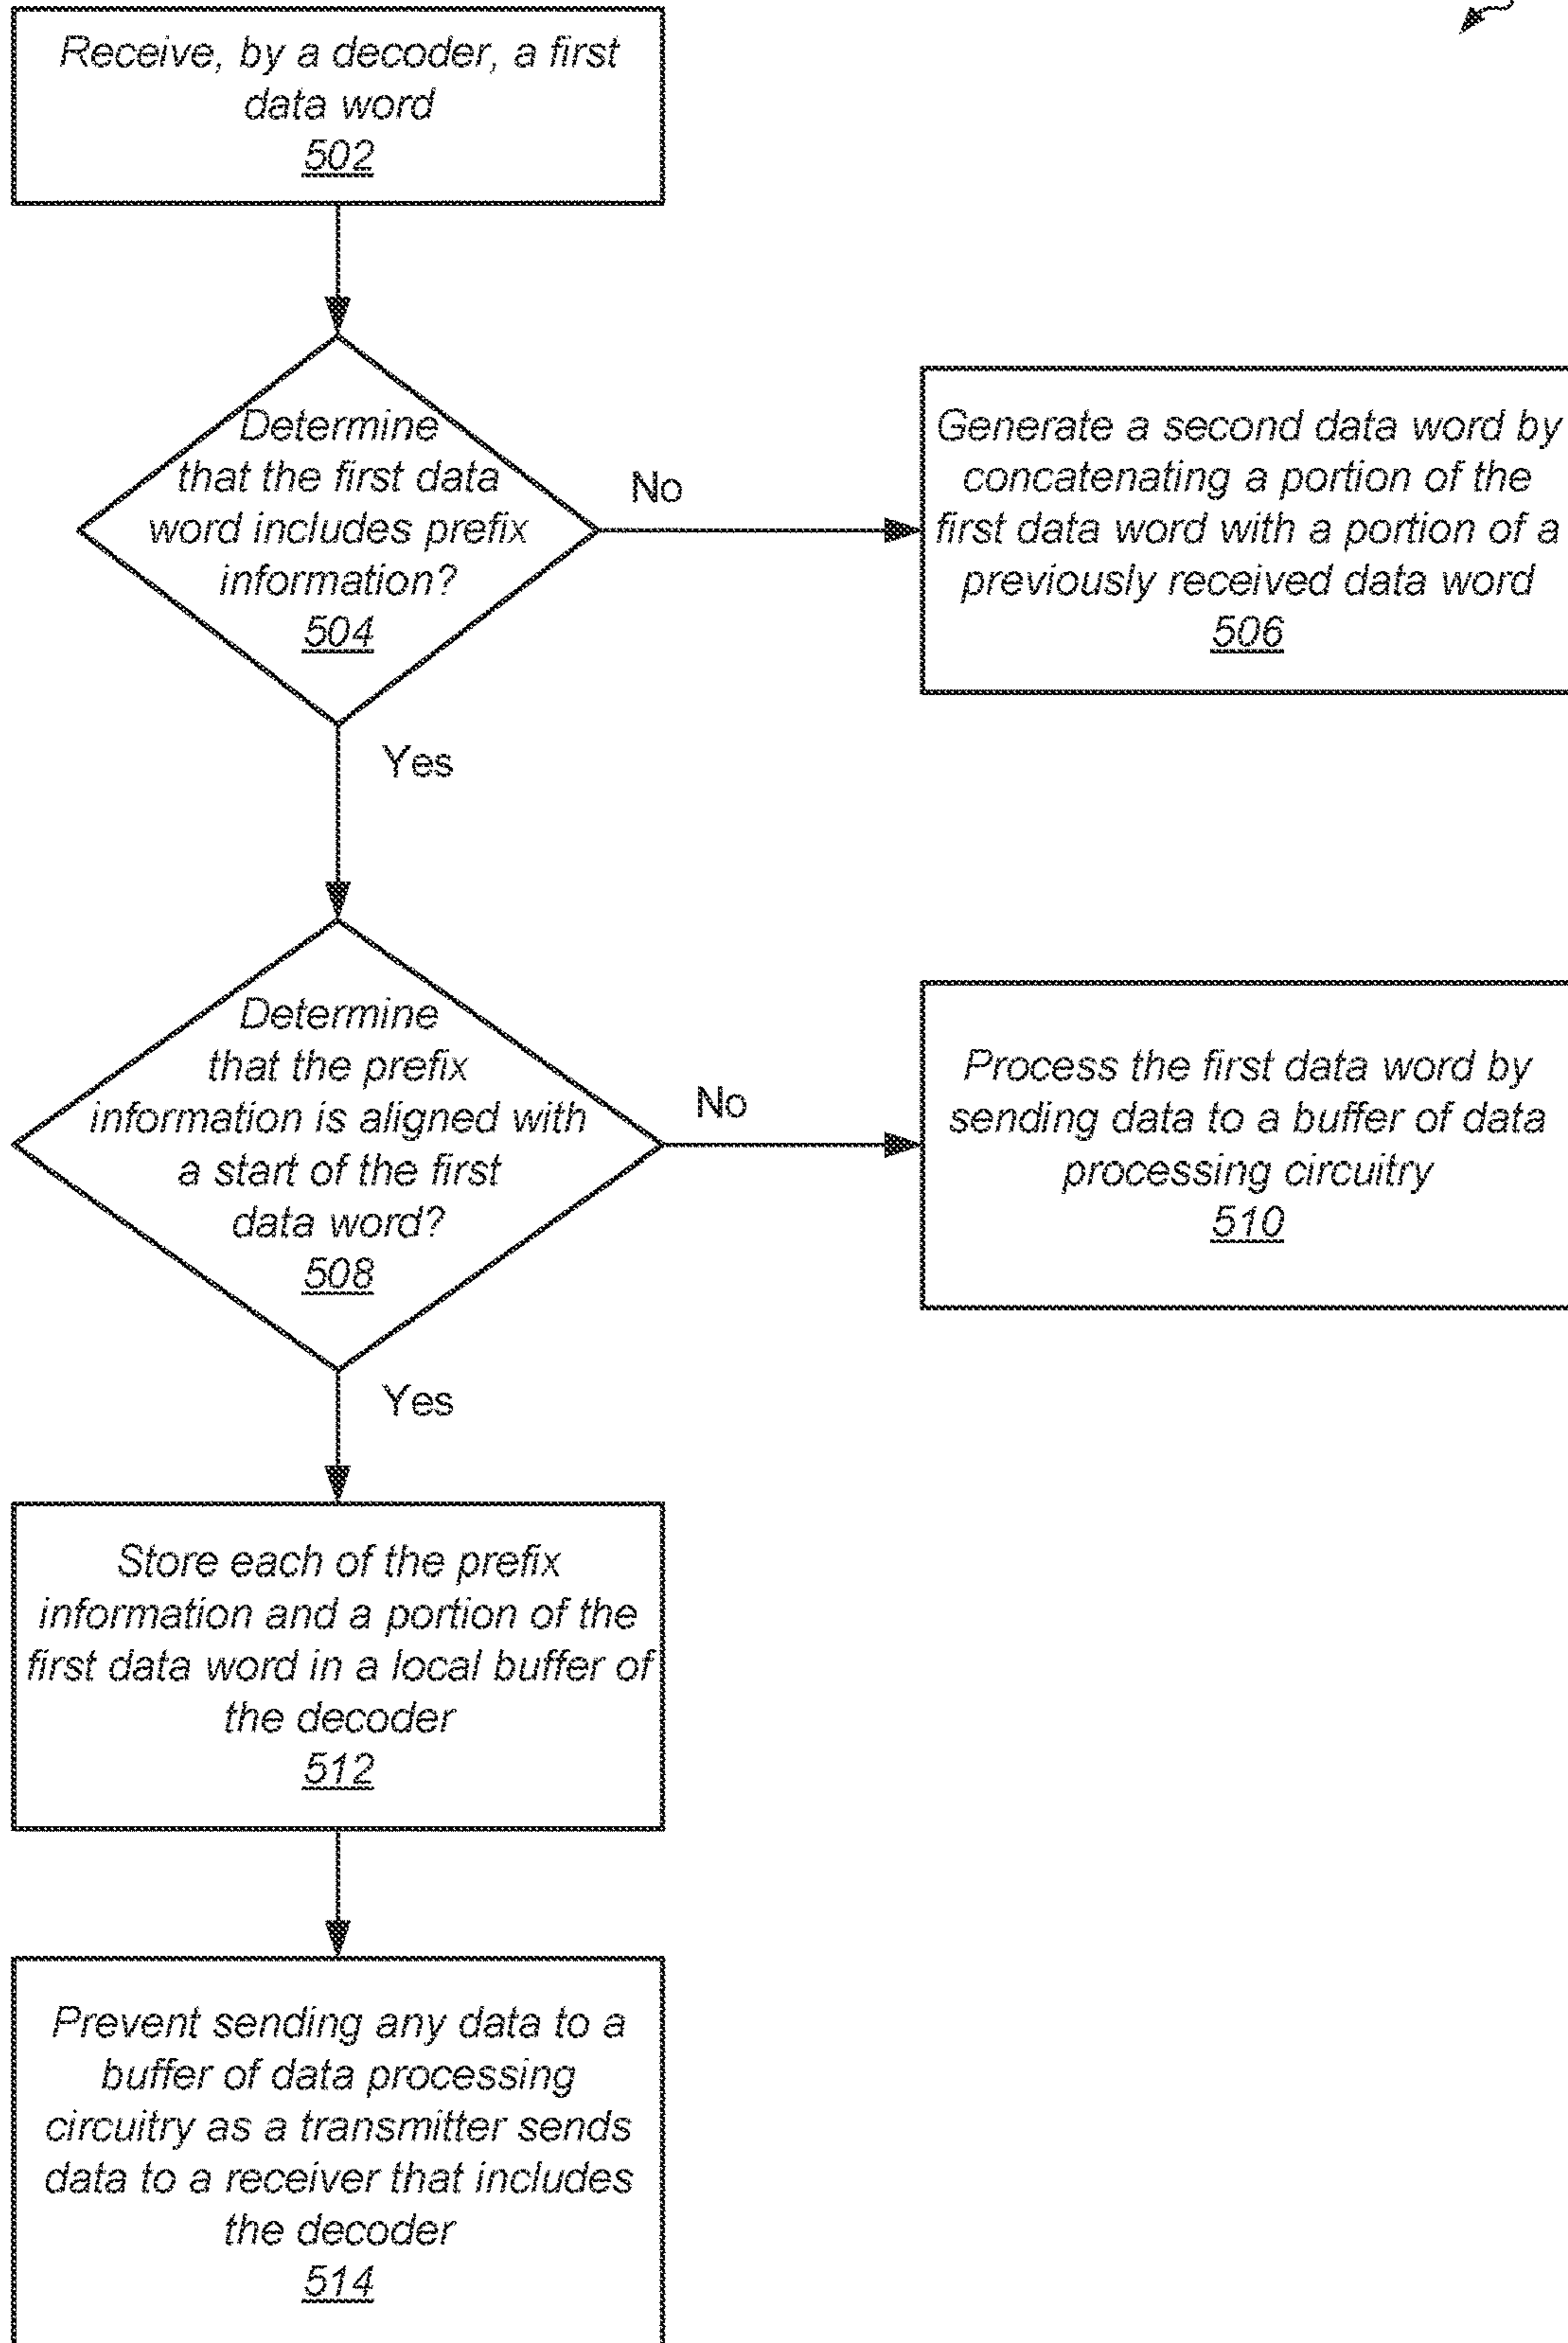 Receive, by a decoder, a first
data word
502
Determine
that the first data
word includes prefix
information?
504
No
Generate a second data word by
concatenating a portion of the
first data word with a portion of a
previously received data word
506
Yes
Determine
that the prefix
information is aligned with
a start of the first
data word?
508
No
Process the first data word by
sending data to a buffer of data
processing circuitry
510
Yes
Store each of the prefix
information and a portion of the
first data word in a local buffer of
the decoder
512
Prevent sending any data to a
buffer of data processing
circuitry as a transmitter sends
data to a receiver that includes
the decoder
514